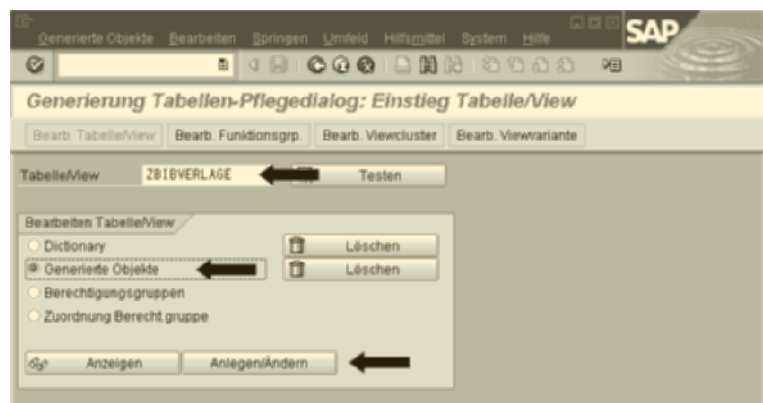 Generierte Objekte Bearbeiten Springen Umfeld Hilfsmittel System Hilfe
SAP
Generierung Tabellen-Pflegedialog: Einstieg Tabelle/View
Bearb. Tabelle/View Bearb. Funktionsgrp. Bearb. Viewcluster Bearb. Viewvariante
Tabelle/View ZBIBVERLAGE Testen
Bearbeiten Tabelle/View
Dictionary Löschen
Generierte Objekte Löschen
Berechtigungsgruppen
Zuordnung Berecht.gruppe
Anzeigen Anlegen/Ändern